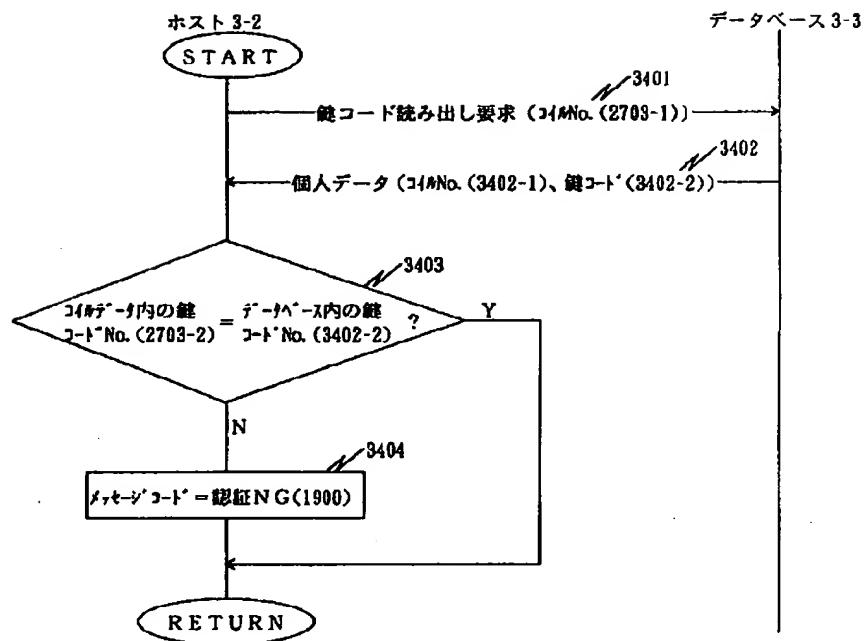 ホスト 3-2
データベース 3-3
START
3401
鍵コード読み出し要求 (ｺｲﾙNo. (2703-1))
3402
個人データ (ｺｲﾙNo. (3402-1)、鍵ｺｰﾄﾞ(3402-2))
3403
ｺｲﾙﾃﾞｰﾀ内の鍵 ﾃﾞｰﾀﾍﾞｰｽ内の鍵
ｺｰﾄﾞNo. (2703-2) = ｺｰﾄﾞNo. (3402-2) ?
Y
N
3404
ﾒｯｾｰｼﾞｺｰﾄﾞ＝認証NG(1900)
RETURN